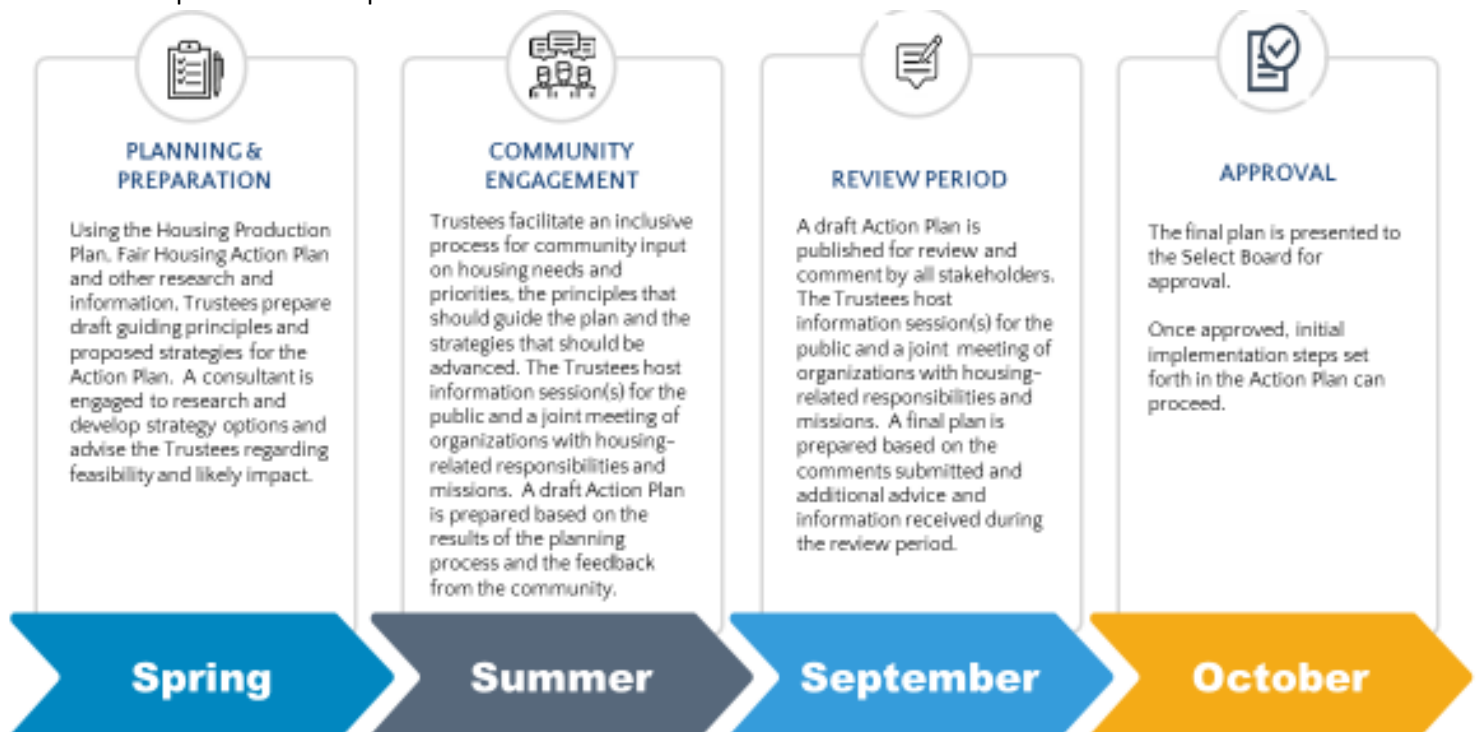 PLANNING &
PREPARATION
Using the Housing Production
Plan, Fair Housing Action Plan
and other research and
information, Trustees prepare
draft guiding principles and
proposed strategies for the
Action Plan. A consultant is
engaged to research and
develop strategy options and
advise the Trustees regarding
feasibility and likely impact.
Spring
COMMUNITY
ENGAGEMENT
Trustees facilitate an inclusive
process for community input
on housing needs and
priorities, the principles that
should guide the plan and the
strategies that should be
advanced. The Trustees host
information session(s) for the
public and a joint meeting of
organizations with housing-
related responsibilities and
missions. A draft Action Plan
is prepared based on the
results of the planning
process and the feedback
from the community.
Summer
REVIEW PERIOD
A draft Action Plan is
published for review and
comment by all stakeholders.
The Trustees host
information session(s) for the
public and a joint meeting of
organizations with housing-
related responsibilities and
missions. A final plan is
prepared based on the
comments submitted and
additional advice and
information received during
the review period.
September
APPROVAL
The final plan is presented to
the Select Board for
approval.
Once approved, initial
implementation steps set
forth in the Action Plan can
proceed.
October